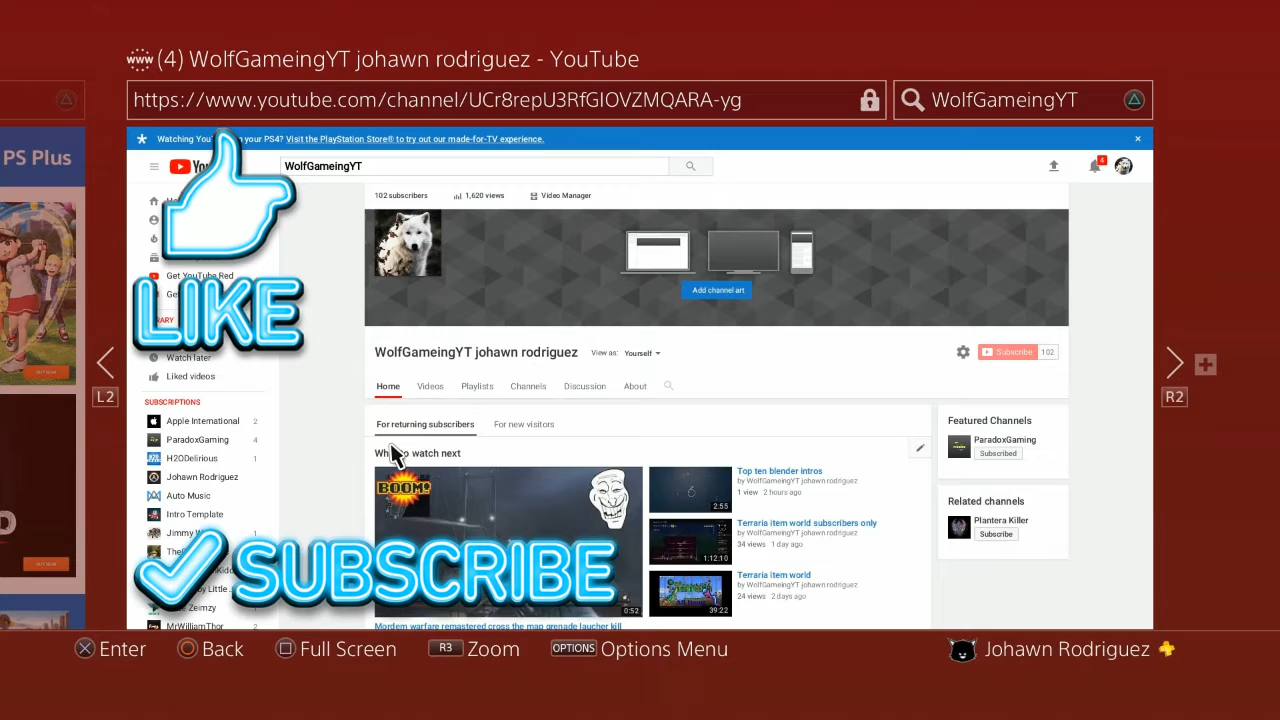 (4) WolfGameingYT johawn rodriguez - YouTube
https://www.youtube.com/channel/UCr8repU3RfGIOVZMQARA-yg
WolfGameingYT
PS Plus
Watching You your PS4? Visit the PlayStation Store® to try out our made-for-TV experience.
WolfGameingYT
4
102 subscribers
1,620 views
Video Manager
Get YouTube Red
LIKE
Add channel art
Watch later
Liked videos
WolfGameingYT johawn rodriguez
View as: Yourself
Subscribe 102
Home
Videos
Playlists
Channels
Discussion
About
SUBSCRIPTIONS
Apple International 2
ParadoxGaming 4
H2ODelirious 1
Johawn Rodriguez
Auto Music
Intro Template
Jimmy
Zeimzy
MrWilliamThor
For returning subscribers
For new visitors
to watch next
BOOM!
0:52
Mordern warfare remastered cross the map grenade laucher kill
SUBSCRIBE
Top ten blender intros
by WolfGameingYT johawn rodriguez
1 view 2 hours ago
2:55
Terraria item world subscribers only
by WolfGameingYT johawn rodriguez
34 views 1 day ago
1:12:10
Terraria item world
by WolfGameingYT johawn rodriguez
24 views 2 days ago
39:22
Featured Channels
ParadoxGaming
Subscribed
Related channels
Plantera Killer
Subscribe
L2
R2
Enter
Back
Full Screen
R3 Zoom
OPTIONS Options Menu
Johawn Rodriguez